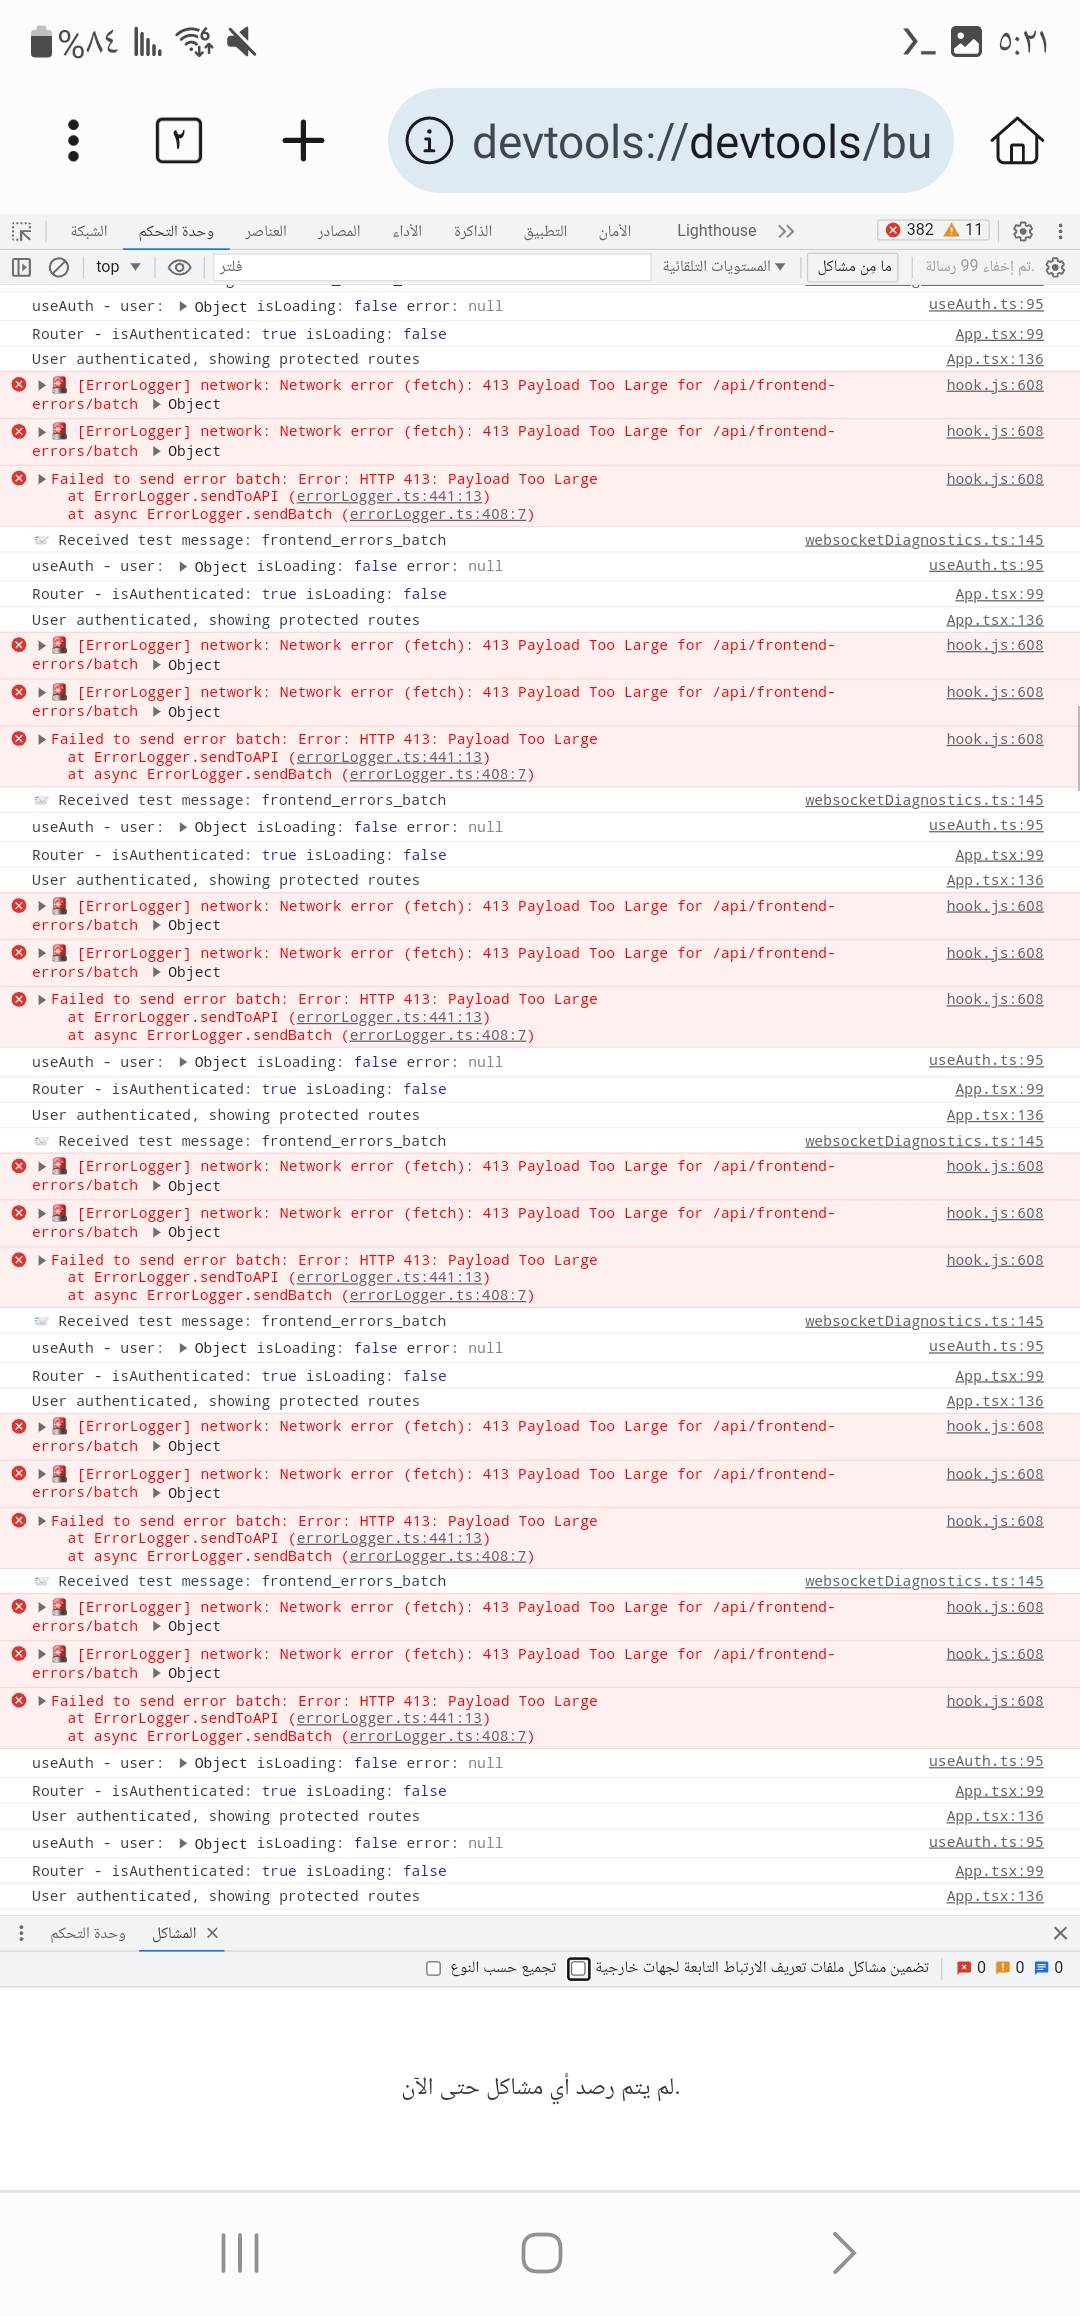 %٨٤ ٥:٢١
٢ devtools://devtools/bu
الشبكة وحدة التحكم العناصر المصادر الأداء الذاكرة التطبيق الأمان Lighthouse 382 11
top فلتر المستويات التلقائية ما مِن مشاكل تم إخفاء 99 رسالة.
useAuth - user: Object isLoading: false error: null useAuth.ts:95
Router - isAuthenticated: true isLoading: false App.tsx:99
User authenticated, showing protected routes App.tsx:136
[ErrorLogger] network: Network error (fetch): 413 Payload Too Large for /api/frontend- hook.js:608
errors/batch Object
[ErrorLogger] network: Network error (fetch): 413 Payload Too Large for /api/frontend- hook.js:608
errors/batch Object
Failed to send error batch: Error: HTTP 413: Payload Too Large hook.js:608
at ErrorLogger.sendToAPI (errorLogger.ts:441:13)
at async ErrorLogger.sendBatch (errorLogger.ts:408:7)
Received test message: frontend_errors_batch websocketDiagnostics.ts:145
useAuth - user: Object isLoading: false error: null useAuth.ts:95
Router - isAuthenticated: true isLoading: false App.tsx:99
User authenticated, showing protected routes App.tsx:136
[ErrorLogger] network: Network error (fetch): 413 Payload Too Large for /api/frontend- hook.js:608
errors/batch Object
[ErrorLogger] network: Network error (fetch): 413 Payload Too Large for /api/frontend- hook.js:608
errors/batch Object
Failed to send error batch: Error: HTTP 413: Payload Too Large hook.js:608
at ErrorLogger.sendToAPI (errorLogger.ts:441:13)
at async ErrorLogger.sendBatch (errorLogger.ts:408:7)
Received test message: frontend_errors_batch websocketDiagnostics.ts:145
useAuth - user: Object isLoading: false error: null useAuth.ts:95
Router - isAuthenticated: true isLoading: false App.tsx:99
User authenticated, showing protected routes App.tsx:136
[ErrorLogger] network: Network error (fetch): 413 Payload Too Large for /api/frontend- hook.js:608
errors/batch Object
[ErrorLogger] network: Network error (fetch): 413 Payload Too Large for /api/frontend- hook.js:608
errors/batch Object
Failed to send error batch: Error: HTTP 413: Payload Too Large hook.js:608
at ErrorLogger.sendToAPI (errorLogger.ts:441:13)
at async ErrorLogger.sendBatch (errorLogger.ts:408:7)
useAuth - user: Object isLoading: false error: null useAuth.ts:95
Router - isAuthenticated: true isLoading: false App.tsx:99
User authenticated, showing protected routes App.tsx:136
Received test message: frontend_errors_batch websocketDiagnostics.ts:145
[ErrorLogger] network: Network error (fetch): 413 Payload Too Large for /api/frontend- hook.js:608
errors/batch Object
[ErrorLogger] network: Network error (fetch): 413 Payload Too Large for /api/frontend- hook.js:608
errors/batch Object
Failed to send error batch: Error: HTTP 413: Payload Too Large hook.js:608
at ErrorLogger.sendToAPI (errorLogger.ts:441:13)
at async ErrorLogger.sendBatch (errorLogger.ts:408:7)
Received test message: frontend_errors_batch websocketDiagnostics.ts:145
useAuth - user: Object isLoading: false error: null useAuth.ts:95
Router - isAuthenticated: true isLoading: false App.tsx:99
User authenticated, showing protected routes App.tsx:136
[ErrorLogger] network: Network error (fetch): 413 Payload Too Large for /api/frontend- hook.js:608
errors/batch Object
[ErrorLogger] network: Network error (fetch): 413 Payload Too Large for /api/frontend- hook.js:608
errors/batch Object
Failed to send error batch: Error: HTTP 413: Payload Too Large hook.js:608
at ErrorLogger.sendToAPI (errorLogger.ts:441:13)
at async ErrorLogger.sendBatch (errorLogger.ts:408:7)
Received test message: frontend_errors_batch websocketDiagnostics.ts:145
[ErrorLogger] network: Network error (fetch): 413 Payload Too Large for /api/frontend- hook.js:608
errors/batch Object
[ErrorLogger] network: Network error (fetch): 413 Payload Too Large for /api/frontend- hook.js:608
errors/batch Object
Failed to send error batch: Error: HTTP 413: Payload Too Large hook.js:608
at ErrorLogger.sendToAPI (errorLogger.ts:441:13)
at async ErrorLogger.sendBatch (errorLogger.ts:408:7)
useAuth - user: Object isLoading: false error: null useAuth.ts:95
Router - isAuthenticated: true isLoading: false App.tsx:99
User authenticated, showing protected routes App.tsx:136
useAuth - user: Object isLoading: false error: null useAuth.ts:95
Router - isAuthenticated: true isLoading: false App.tsx:99
User authenticated, showing protected routes App.tsx:136
وحدة التحكم المشاكل
تجميع حسب النوع تضمين مشاكل ملفات تعريف الارتباط التابعة لجهات خارجية 0 0 0
لم يتم رصد أي مشاكل حتى الآن.